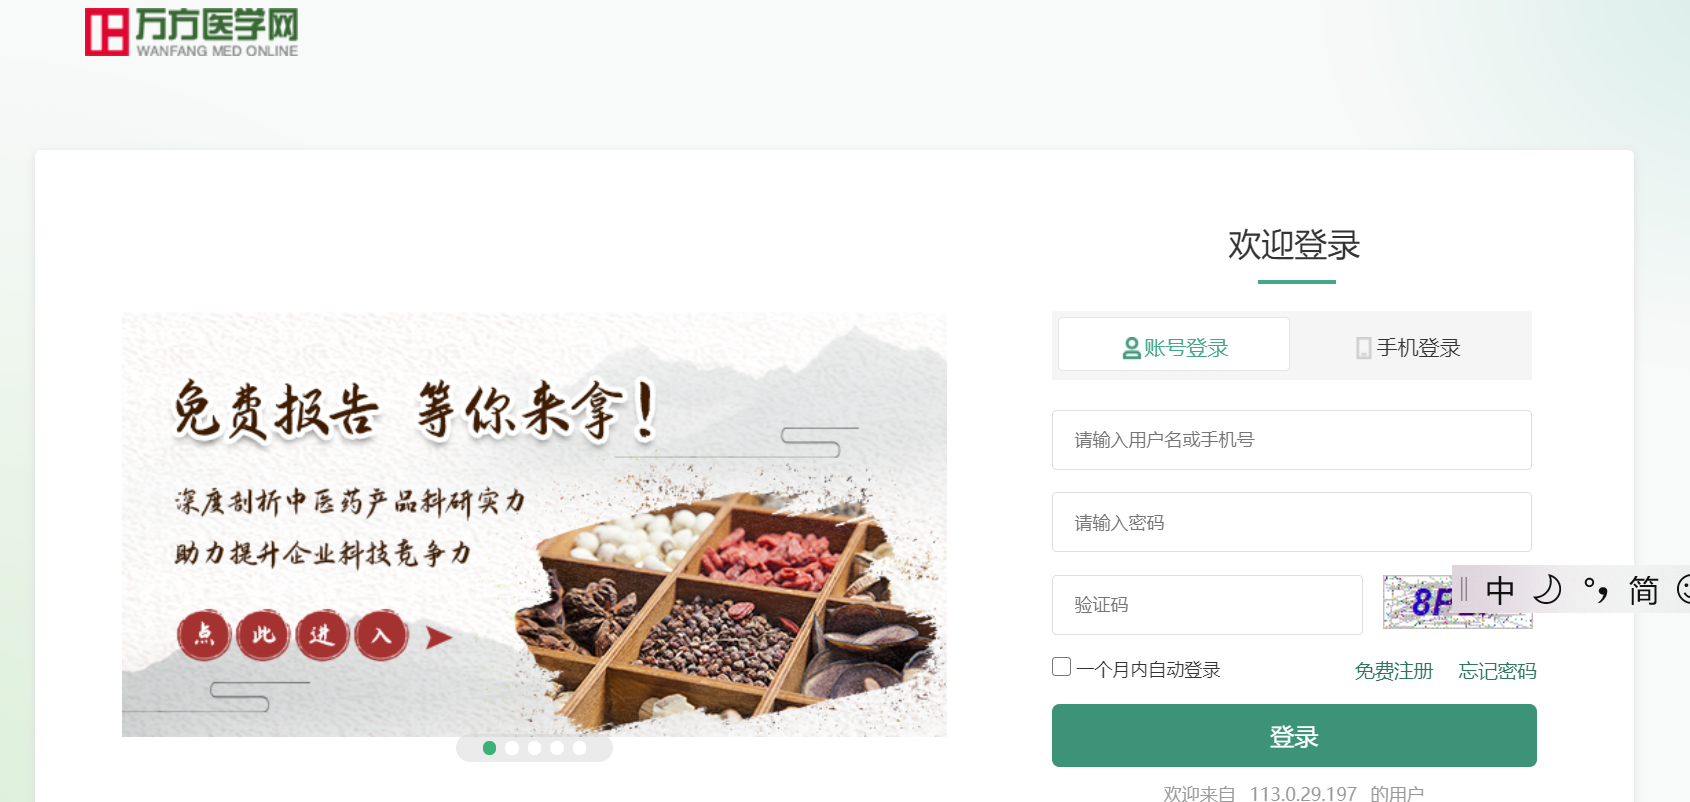 万方医学网
WANFANG MED ONLINE
欢迎登录
账号登录
手机登录
免费报告 等你来拿！
深度剖析中医药产品科研实力
助力提升企业科技竞争力
点此进入
请输入用户名或手机号
请输入密码
验证码
中 简
一个月内自动登录
免费注册 忘记密码
登录
欢迎来自 113.0.29.197 的用户